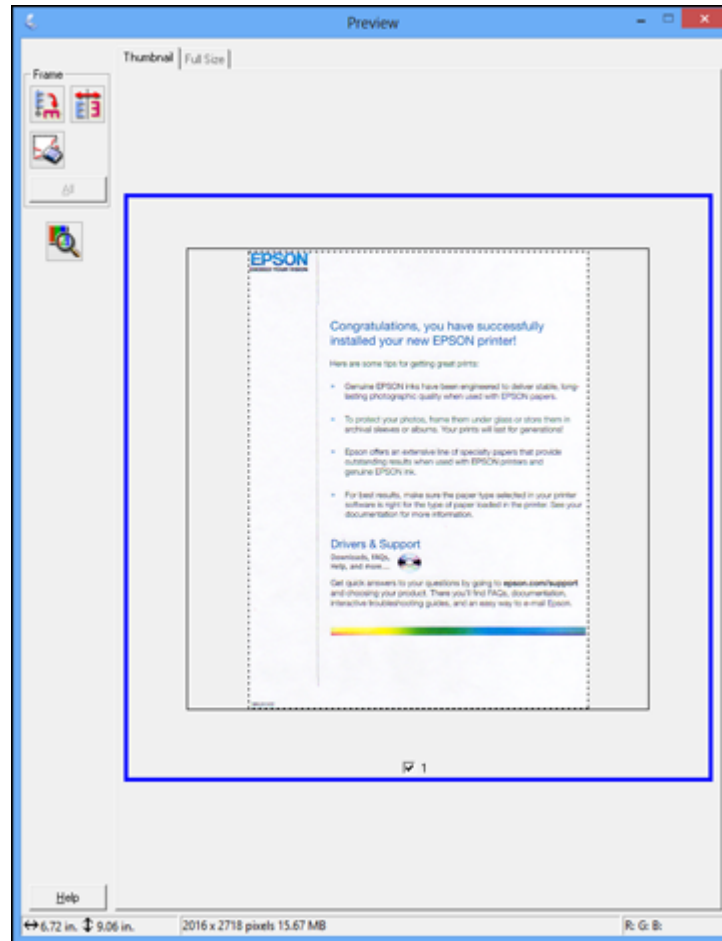 Preview
Thumbnail
Full Size
Frame
All
EPSON
EXCEED YOUR VISION
Congratulations, you have successfully
installed your new EPSON printer!
Here are some tips for getting great prints:
Genuine EPSON inks have been engineered to deliver stable, long-
lasting photographic quality when used with EPSON papers.
To protect your photos, frame them under glass or store them in
archival sleeves or albums. Your prints will last for generations!
Epson offers an extensive line of specialty papers that provide
outstanding results when used with EPSON printers and
genuine EPSON ink.
For best results, make sure the paper type selected in your printer
software is right for the type of paper loaded in the printer. See your
documentation for more information.
Drivers & Support
Downloads, FAQs,
Help, and more...
Get quick answers to your questions by going to epson.com/support
and choosing your product. There you'll find FAQs, documentation,
interactive troubleshooting guides, and an easy way to e-mail Epson.
1
Help
6.72 in. 9.06 in. 2016 x 2718 pixels 15.67 MB R: G: B: